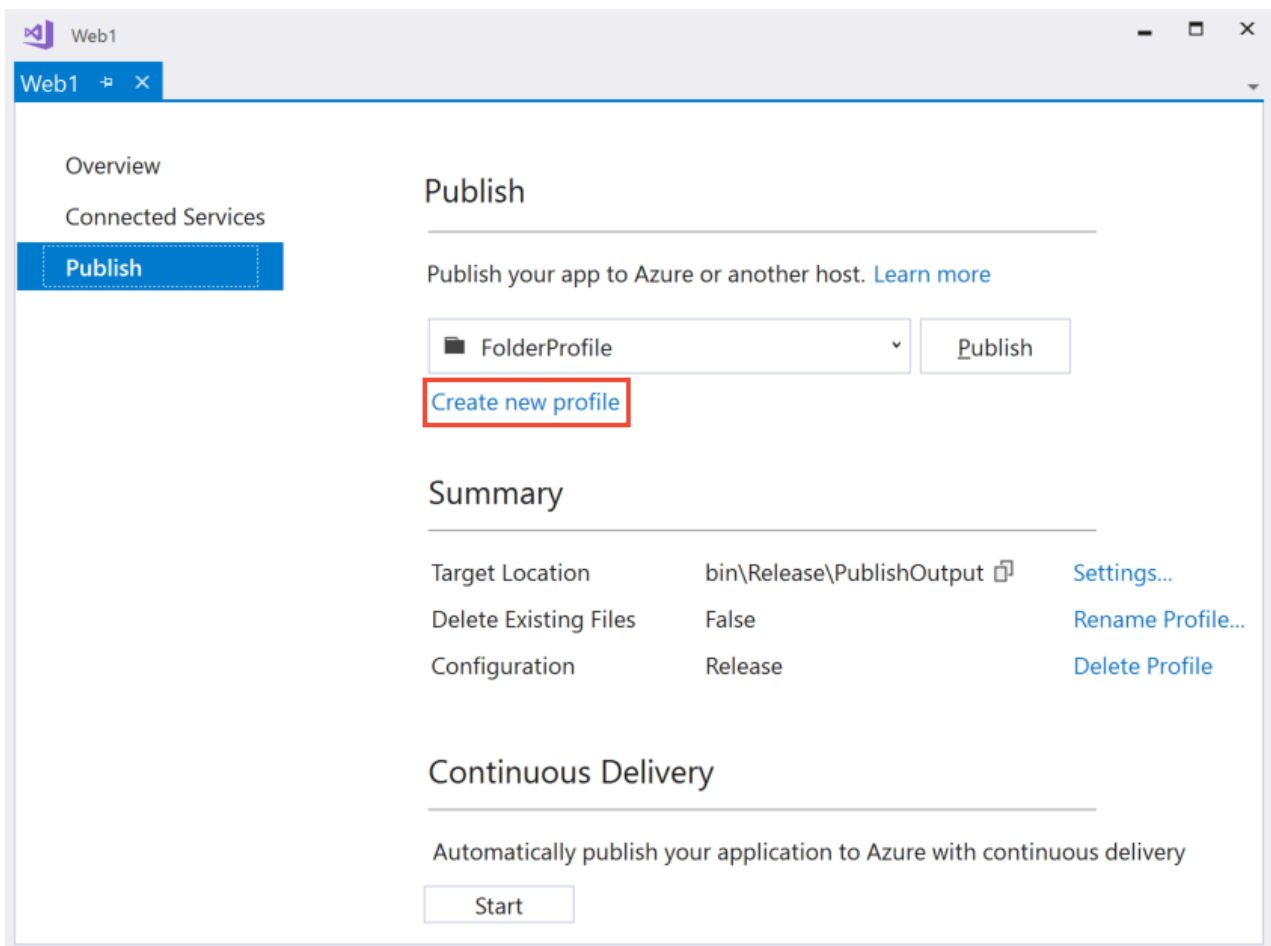 Web1
Web1
Overview
Connected Services
Publish
Publish
Publish your app to Azure or another host. Learn more
FolderProfile
Publish
Create new profile
Summary
Target Location bin\Release\PublishOutput Settings...
Delete Existing Files False Rename Profile...
Configuration Release Delete Profile
Continuous Delivery
Automatically publish your application to Azure with continuous delivery
Start